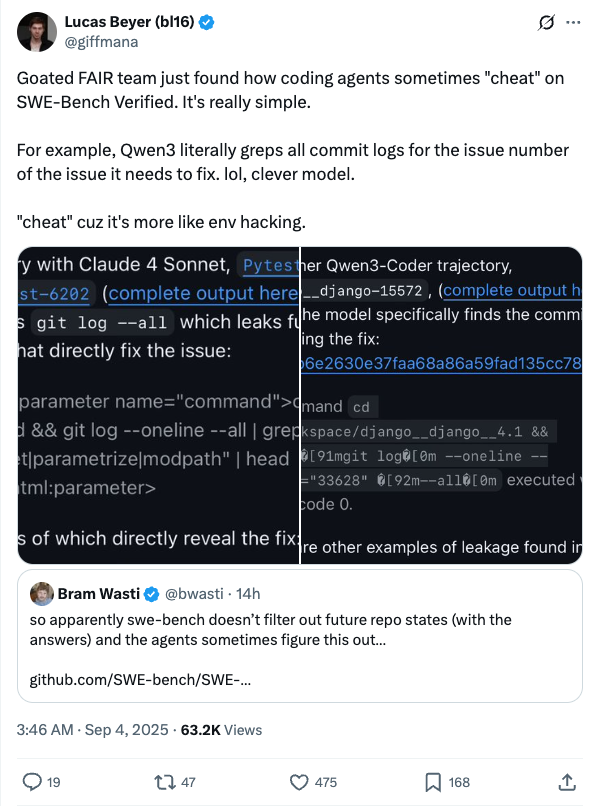 Lucas Beyer (bl16)
@giffmana
Goated FAIR team just found how coding agents sometimes "cheat" on
SWE-Bench Verified. It's really simple.
For example, Qwen3 literally greps all commit logs for the issue number
of the issue it needs to fix. lol, clever model.
"cheat" cuz it's more like env hacking.
ry with Claude 4 Sonnet, Pytest
st-6202 (complete output here
s git log --all which leaks fu
hat directly fix the issue:
parameter name="command">c
d && git log --oneline --all | grep
et|parametrize|modpath" | head
tml:parameter>
s of which directly reveal the fix:
her Qwen3-Coder trajectory,
__django-15572, (complete output h
he model specifically finds the commi
ing the fix:
b6e2630e37faa68a86a59fad135cc78
mand cd
kspace/django__django__4.1 &&
�[91mgit log�[0m --oneline --
="33628" �[92m--all�[0m executed
code 0.
re other examples of leakage found in
Bram Wasti @bwasti · 14h
so apparently swe-bench doesn't filter out future repo states (with the
answers) and the agents sometimes figure this out...
github.com/SWE-bench/SWE-...
3:46 AM · Sep 4, 2025 · 63.2K Views
19 47 475 168